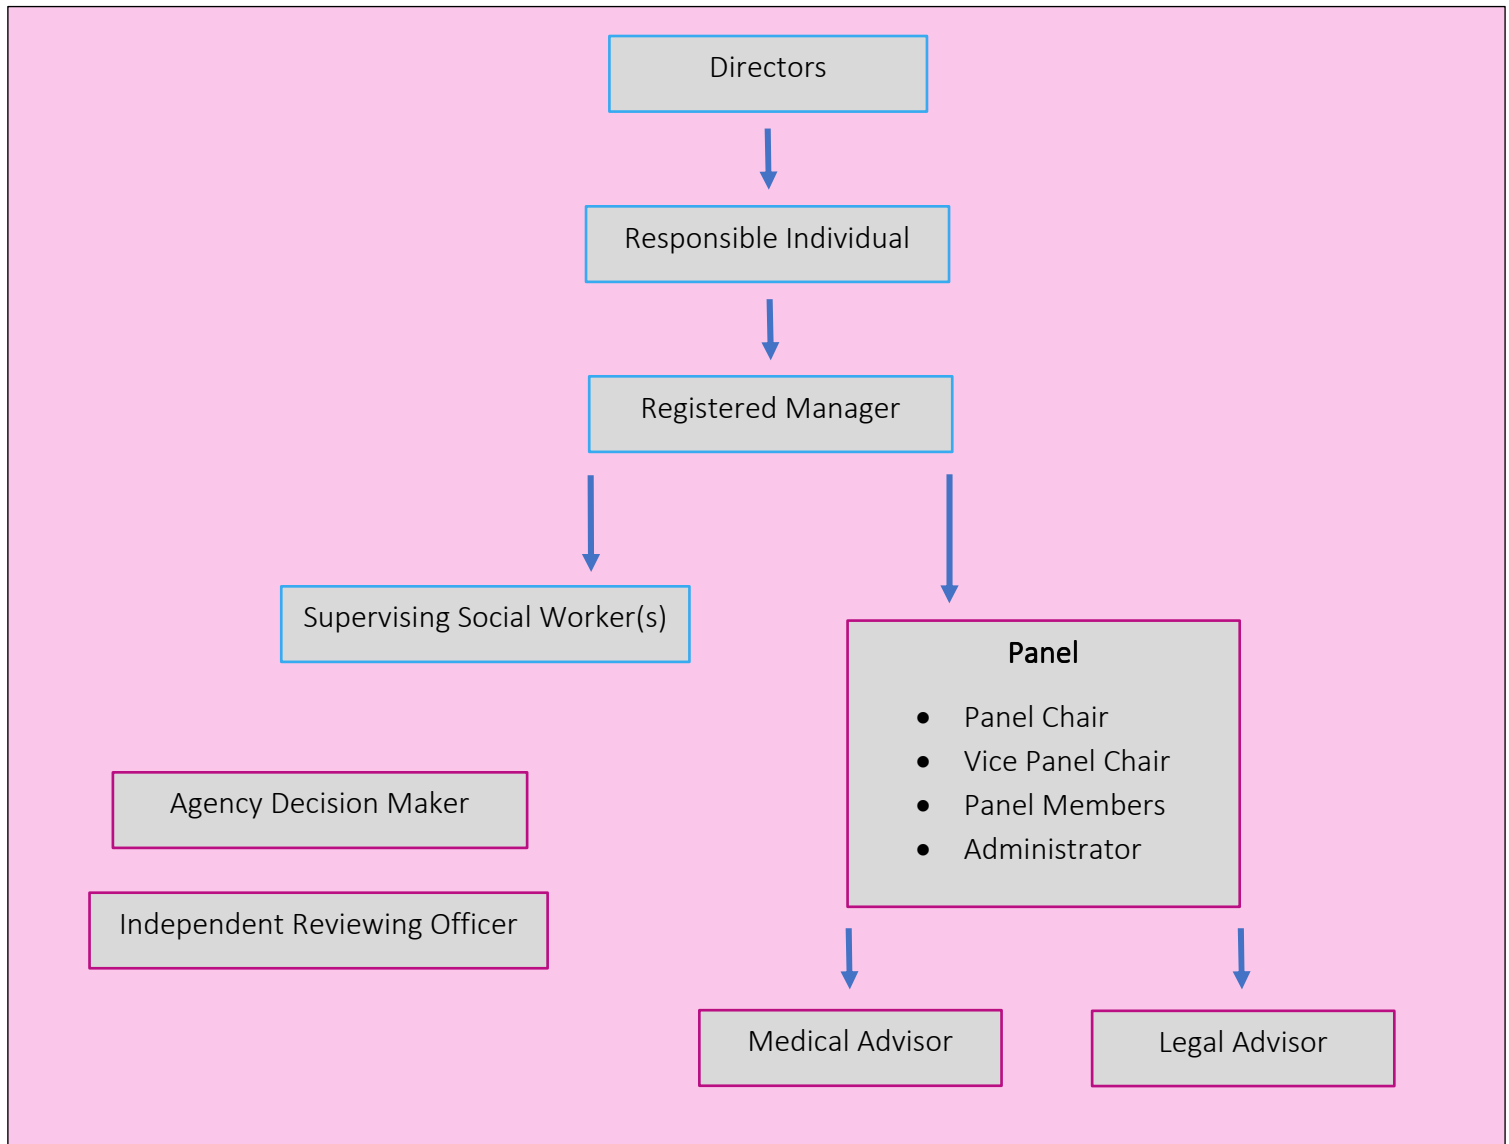 Directors
Responsible Individual
Registered Manager
Supervising Social Worker(s)
Panel
• Panel Chair
• Vice Panel Chair
• Panel Members
• Administrator
Agency Decision Maker
Independent Reviewing Officer
Medical Advisor
Legal Advisor